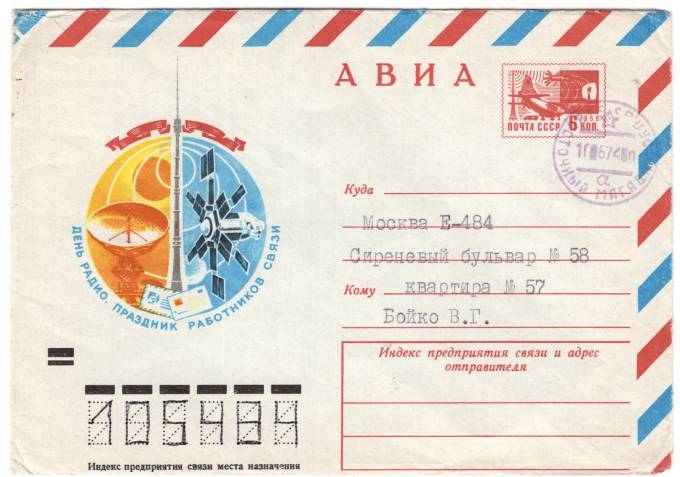 АВИА
ПОЧТА СССР 6 КОП.
1966
ДЕНЬ РАДИО. ПРАЗДНИК РАБОТНИКОВ СВЯЗИ
Куда
Москва Е-484
Сиреневый бульвар № 58
Кому квартира № 57
Бойко В.Г.
Индекс предприятия связи и адрес
отправителя
105484
Индекс предприятия связи места назначения